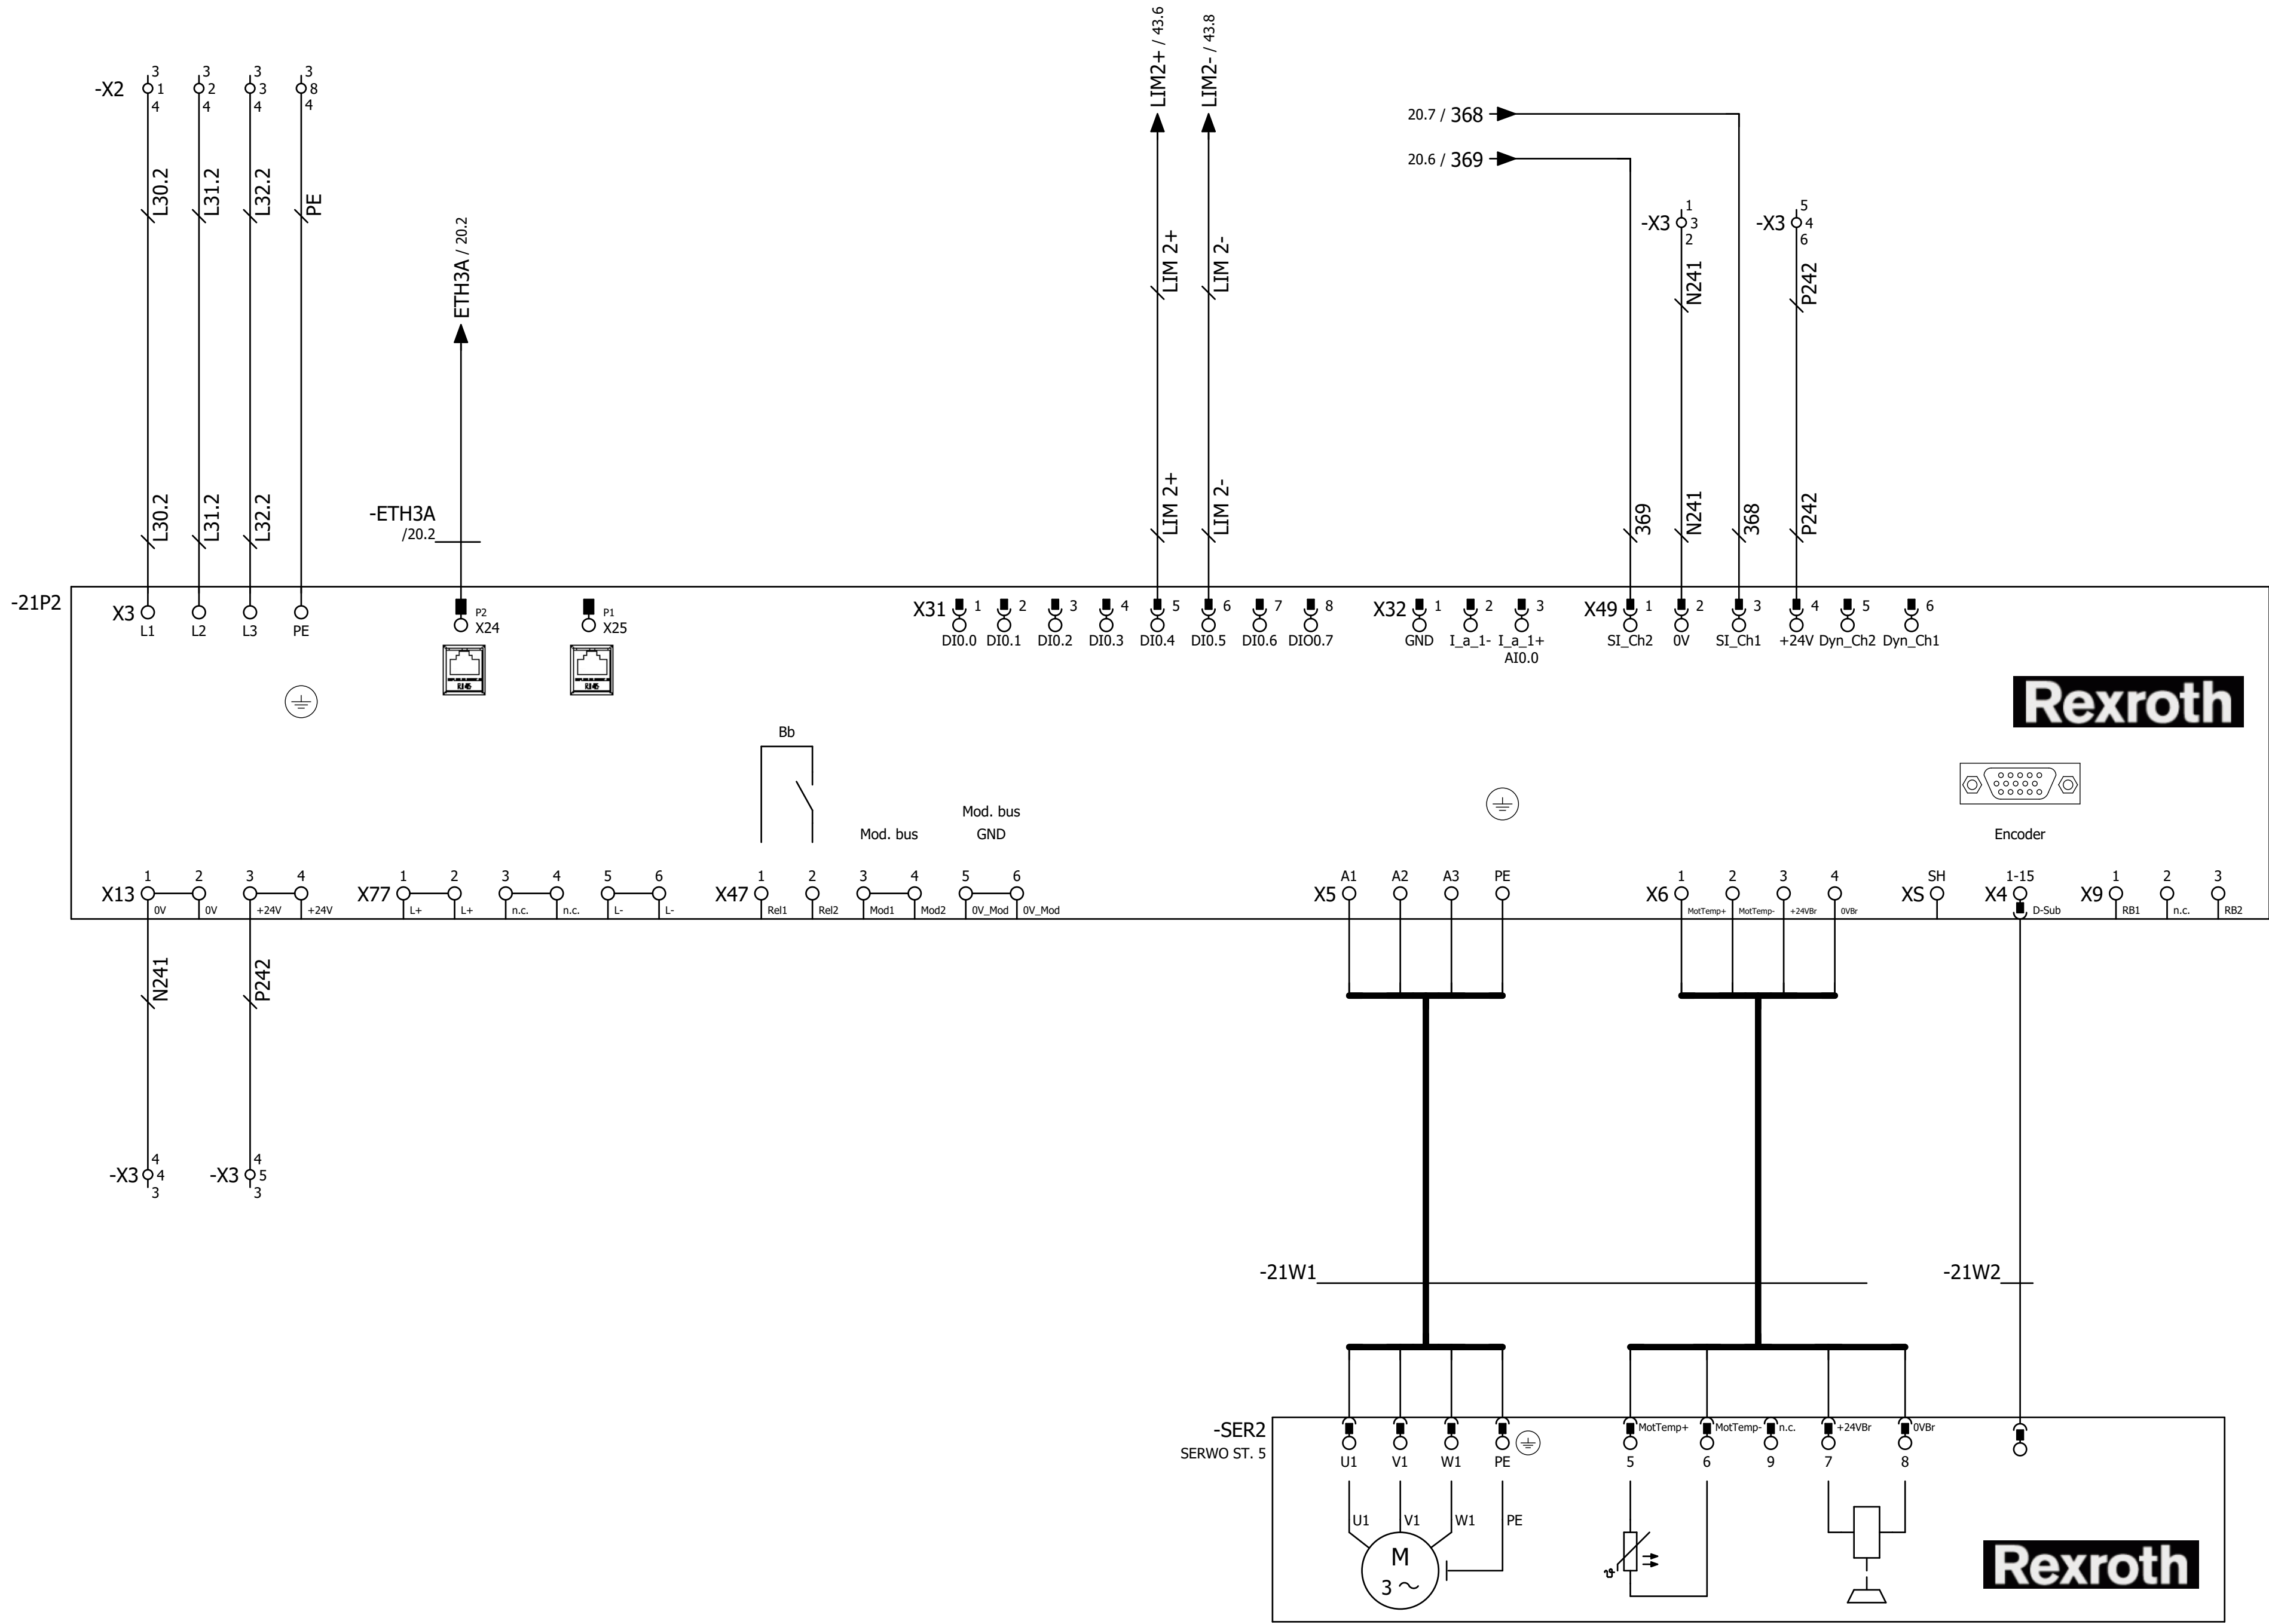 LIM2+ / 43.6
LIM2- / 43.8
3 3 3 3
-X2 1 2 3 8
4 4 4 4
20.7 / 368
20.6 / 369
L30.2 L31.2 L32.2 PE
ETH3A / 20.2
LIM 2+ LIM 2-
1 5
-X3 3 -X3 4
2 6
N241 P242
L30.2 L31.2 L32.2
-ETH3A
/20.2
LIM 2+ LIM 2- 369 N241 368 P242
-21P2
X3 L1 L2 L3 PE
P2 X24
P1 X25
X31 1 2 3 4 5 6 7 8
DI0.0 DI0.1 DI0.2 DI0.3 DI0.4 DI0.5 DI0.6 DIO0.7
X32 1 2 3
GND I_a_1- I_a_1+
AI0.0
X49 1 2 3 4 5 6
SI_Ch2 0V SI_Ch1 +24V Dyn_Ch2 Dyn_Ch1
RJ45 RJ45
Rexroth
Bb
Mod. bus
Mod. bus
GND
Encoder
X13 1 2 3 4
0V 0V +24V +24V
X77 1 2 3 4 5 6
L+ L+ n.c. n.c. L- L-
X47 1 2 3 4 5 6
Rel1 Rel2 Mod1 Mod2 0V_Mod 0V_Mod
X5 A1 A2 A3 PE
X6 1 2 3 4
MotTemp+ MotTemp- +24VBr 0VBr
XS SH
X4 1-15
D-Sub
X9 1 2 3
RB1 n.c. RB2
N241 P242
4 4
-X3 4 -X3 5
3 3
-21W1 -21W2
-SER2
SERWO ST. 5
MotTemp+ MotTemp- n.c. +24VBr 0VBr
U1 V1 W1 PE 5 6 9 7 8
U1 V1 W1 PE
M
3 ~
ϑ
Rexroth